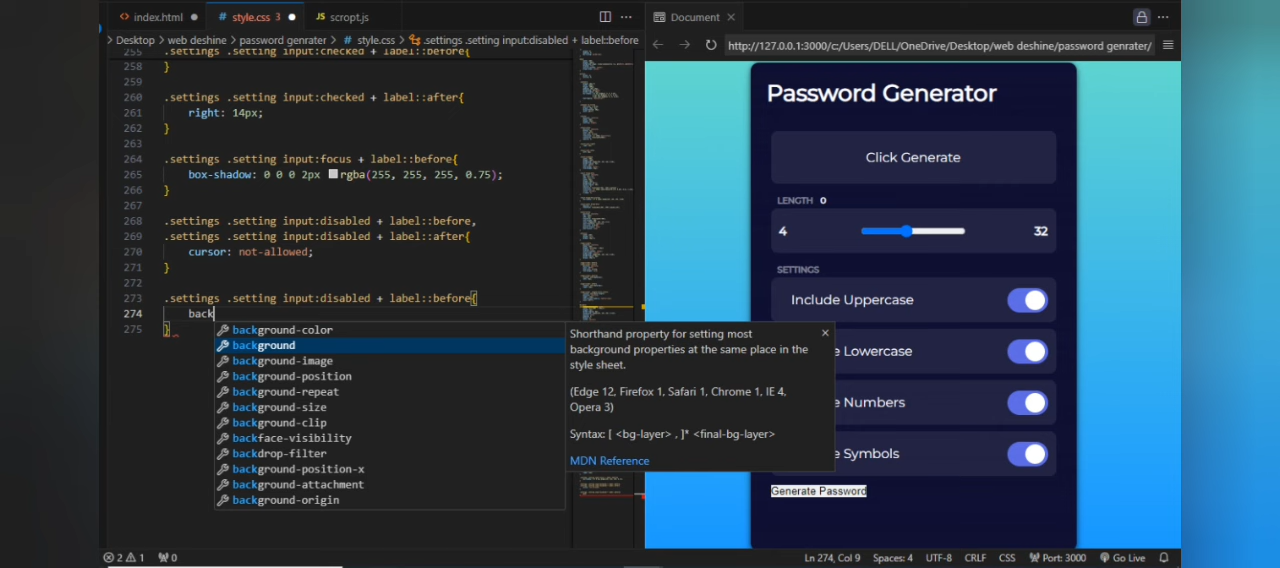 index.html
style.css 3
JS scropt.js
Document
> Desktop > web deshine > password genrater > # style.css > .settings .setting input:disabled + label::before
http://127.0.0.1:3000/c:/Users/DELL/OneDrive/Desktop/web deshine/password genrater/
255 .settings .setting input:checked + label::before{
258 }
259
260 .settings .setting input:checked + label::after{
261 right: 14px;
262 }
263
264 .settings .setting input:focus + label::before{
265 box-shadow: 0 0 0 2px rgba(255, 255, 255, 0.75);
266 }
267
268 .settings .setting input:disabled + label::before,
269 .settings .setting input:disabled + label::after{
270 cursor: not-allowed;
271 }
272
273 .settings .setting input:disabled + label::before{
274 back
275 }
background-color
background
background-image
background-position
background-repeat
background-size
background-clip
backface-visibility
backdrop-filter
background-position-x
background-attachment
background-origin
Shorthand property for setting most
background properties at the same place in the
style sheet.
(Edge 12, Firefox 1, Safari 1, Chrome 1, IE 4,
Opera 3)
Syntax: [ <bg-layer> , ]* <final-bg-layer>
MDN Reference
Password Generator
Click Generate
LENGTH 0
4 32
SETTINGS
Include Uppercase
e Lowercase
e Numbers
e Symbols
Generate Password
2 1 0
Ln 274, Col 9 Spaces: 4 UTF-8 CRLF CSS Port: 3000 Go Live